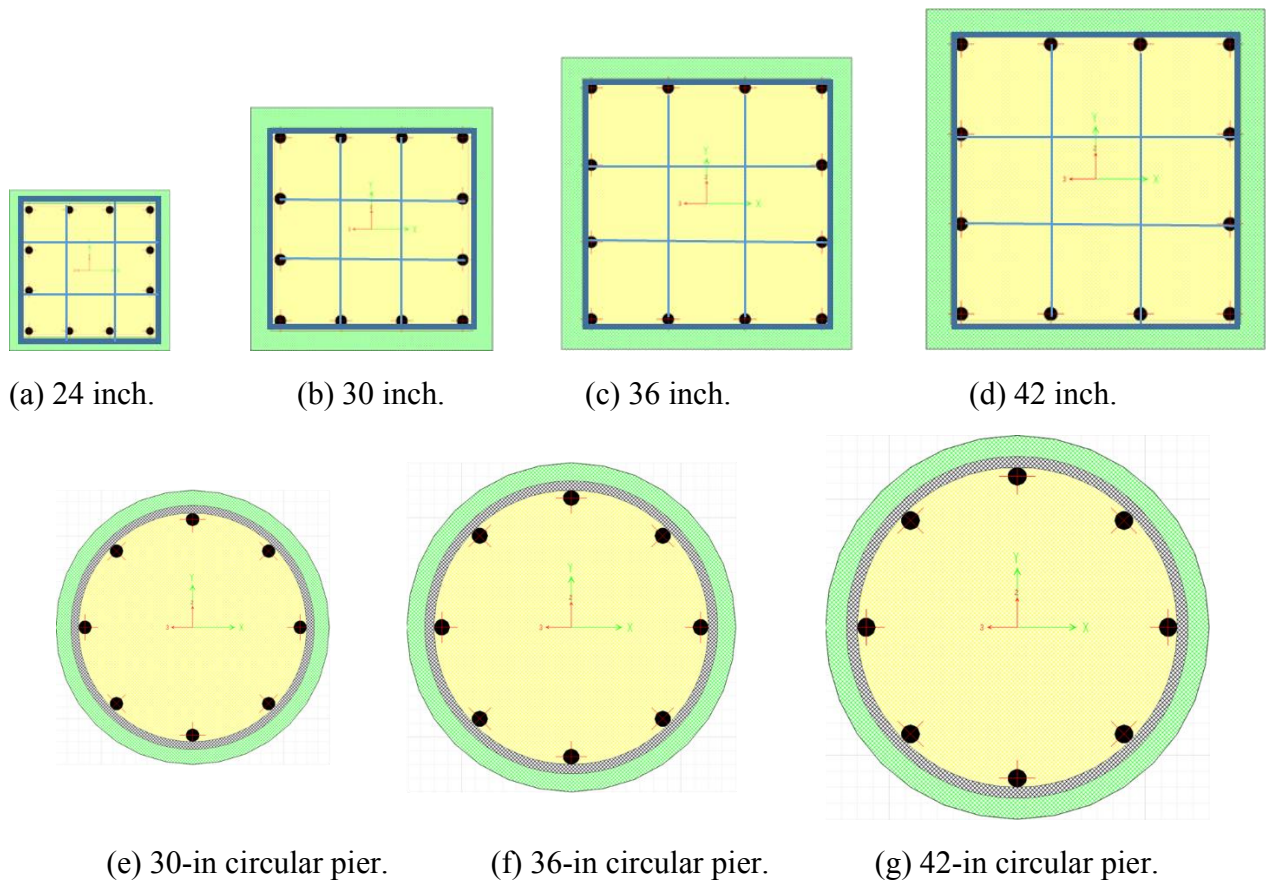 (a) 24 inch. (b) 30 inch. (c) 36 inch. (d) 42 inch.
(e) 30-in circular pier. (f) 36-in circular pier. (g) 42-in circular pier.